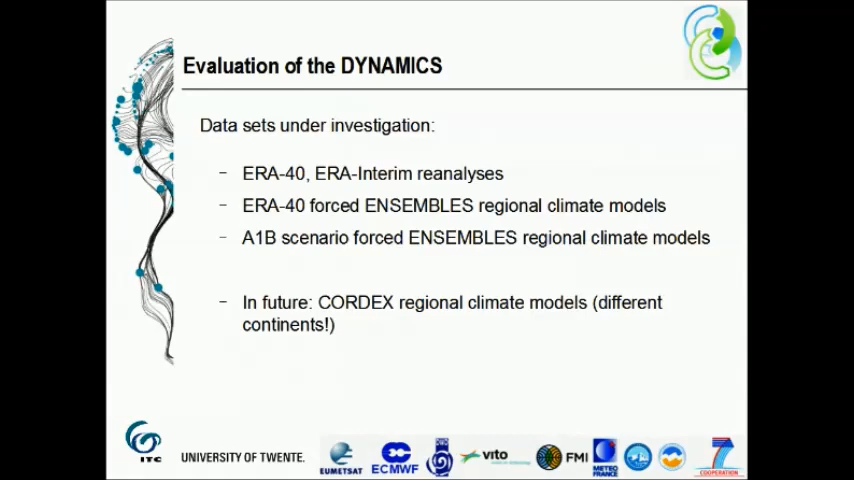 Evaluation of the DYNAMICS
Data sets under investigation:
- ERA-40, ERA-Interim reanalyses
- ERA-40 forced ENSEMBLES regional climate models
- A1B scenario forced ENSEMBLES regional climate models
- In future: CORDEX regional climate models (different
continents!)
ITC
UNIVERSITY OF TWENTE.
EUMETSAT
ECMWF
vito
FMI
METEO
FRANCE
7
COOPERATION